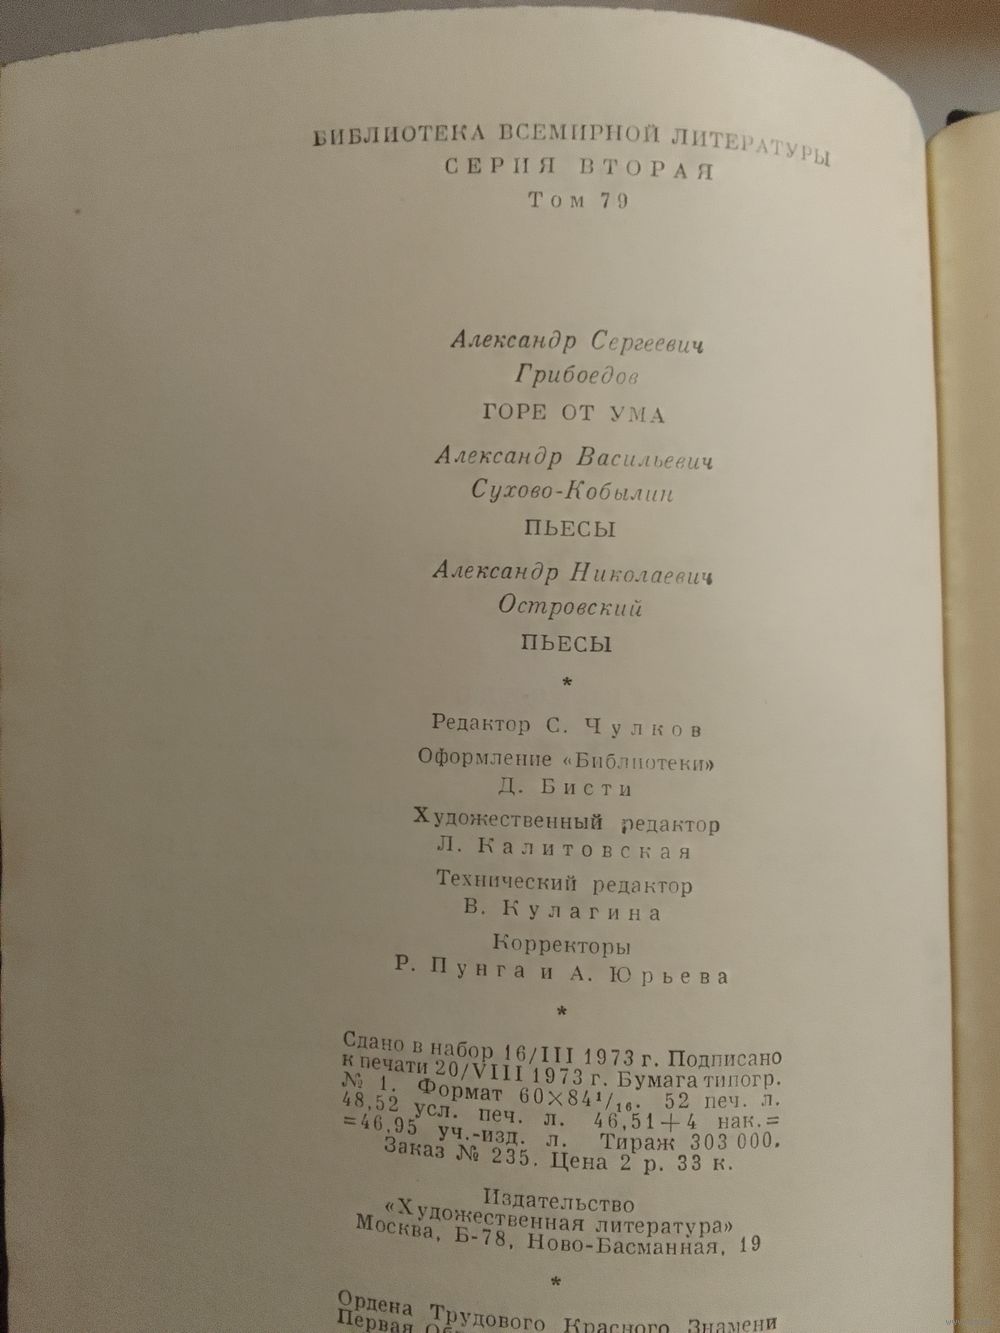 БИБЛИОТЕКА ВСЕМИРНОЙ ЛИТЕРАТУРЫ
СЕРИЯ ВТОРАЯ
Том 79
Александр Сергеевич
Грибоедов
ГОРЕ ОТ УМА
Александр Васильевич
Сухово-Кобылин
ПЬЕСЫ
Александр Николаевич
Островский
ПЬЕСЫ
*
Редактор С. Чулков
Оформление «Библиотеки»
Д. Бисти
Художественный редактор
Л. Калитовская
Технический редактор
В. Кулагина
Корректоры
Р. Пунга и А. Юрьева
*
Сдано в набор 16/III 1973 г. Подписано
к печати 20/VIII 1973 г. Бумага типогр.
№ 1. Формат 60×84 1/16. 52 печ. л.
48,52 усл. печ. л. 46,51+4 нак.=
=46,95 уч.-изд. л. Тираж 303 000.
Заказ № 235. Цена 2 р. 33 к.
Издательство
«Художественная литература»
Москва, Б-78, Ново-Басманная, 19
*
Ордена Трудового Красного Знамени
Первая